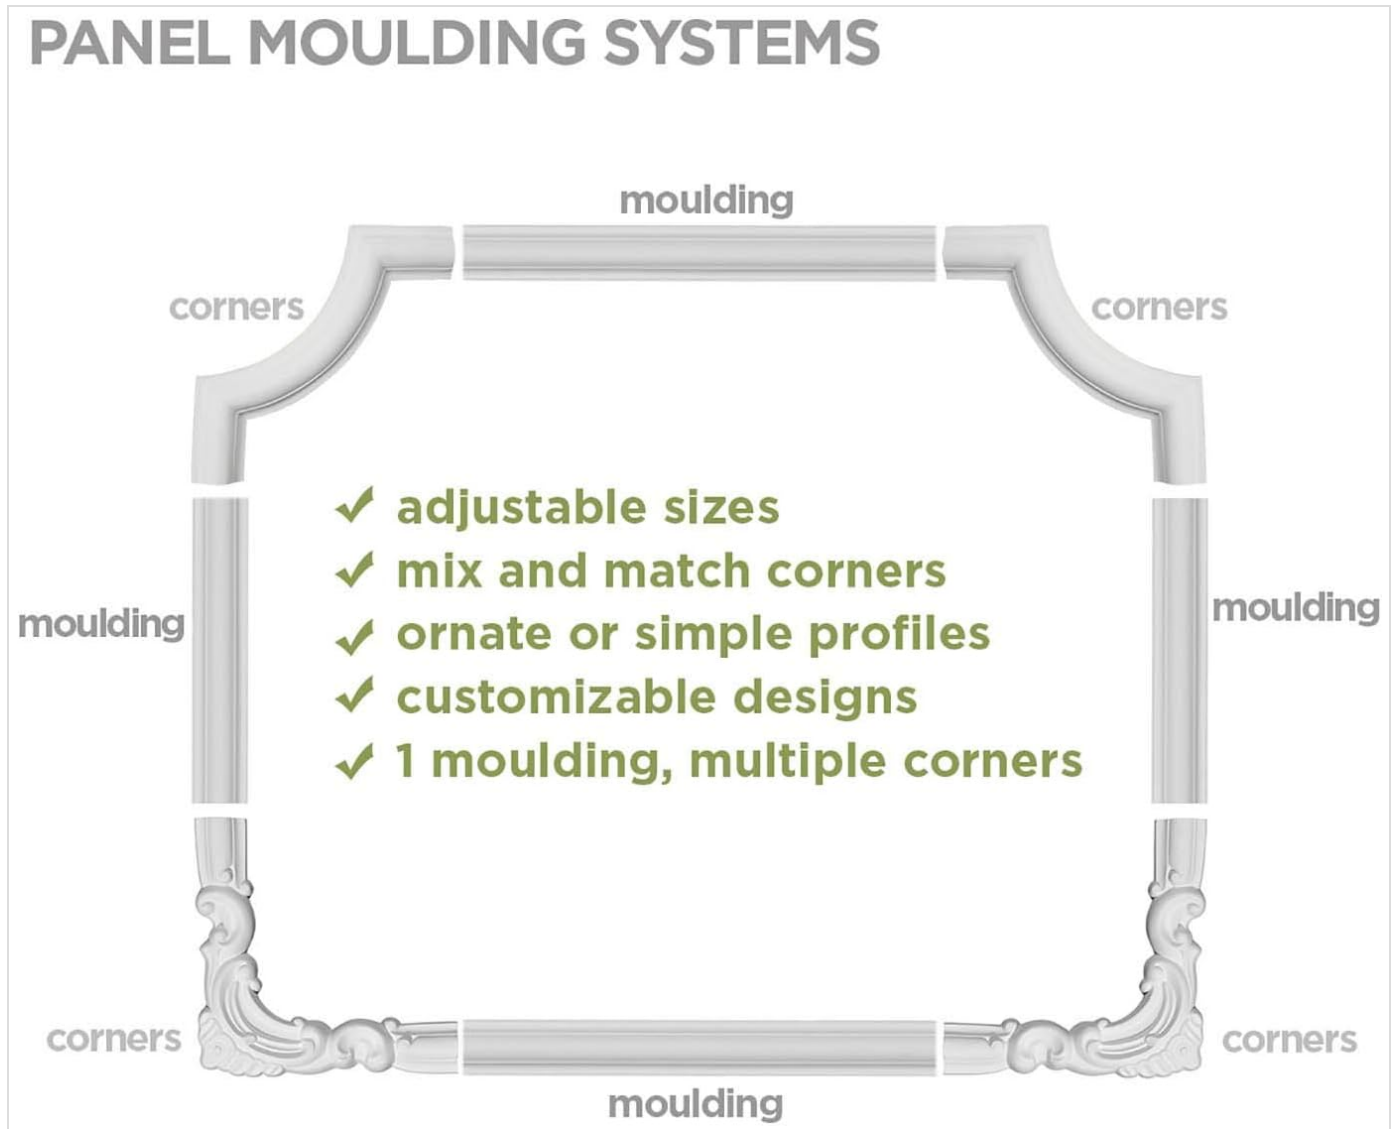 PANEL MOULDING SYSTEMS
moulding
corners
corners
adjustable sizes
mix and match corners
ornate or simple profiles
customizable designs
1 moulding, multiple corners
moulding
moulding
corners
corners
moulding